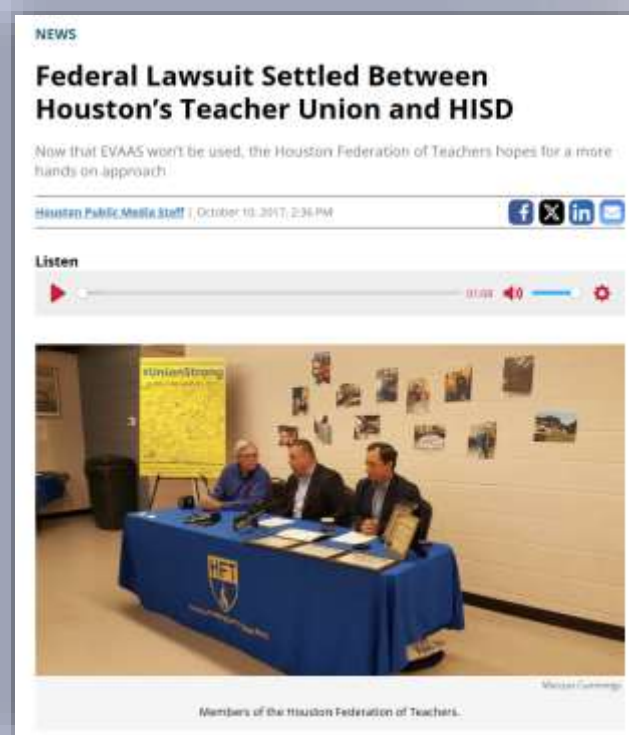 NEWS
Federal Lawsuit Settled Between
Houston's Teacher Union and HISD
Now that EVAAS won't be used, the Houston Federation of Teachers hopes for a more
hands on approach
Houston Public Media Staff | October 10, 2017, 2:36 PM
Listen
#UnionStrong
HFT
Members of the Houston Federation of Teachers.